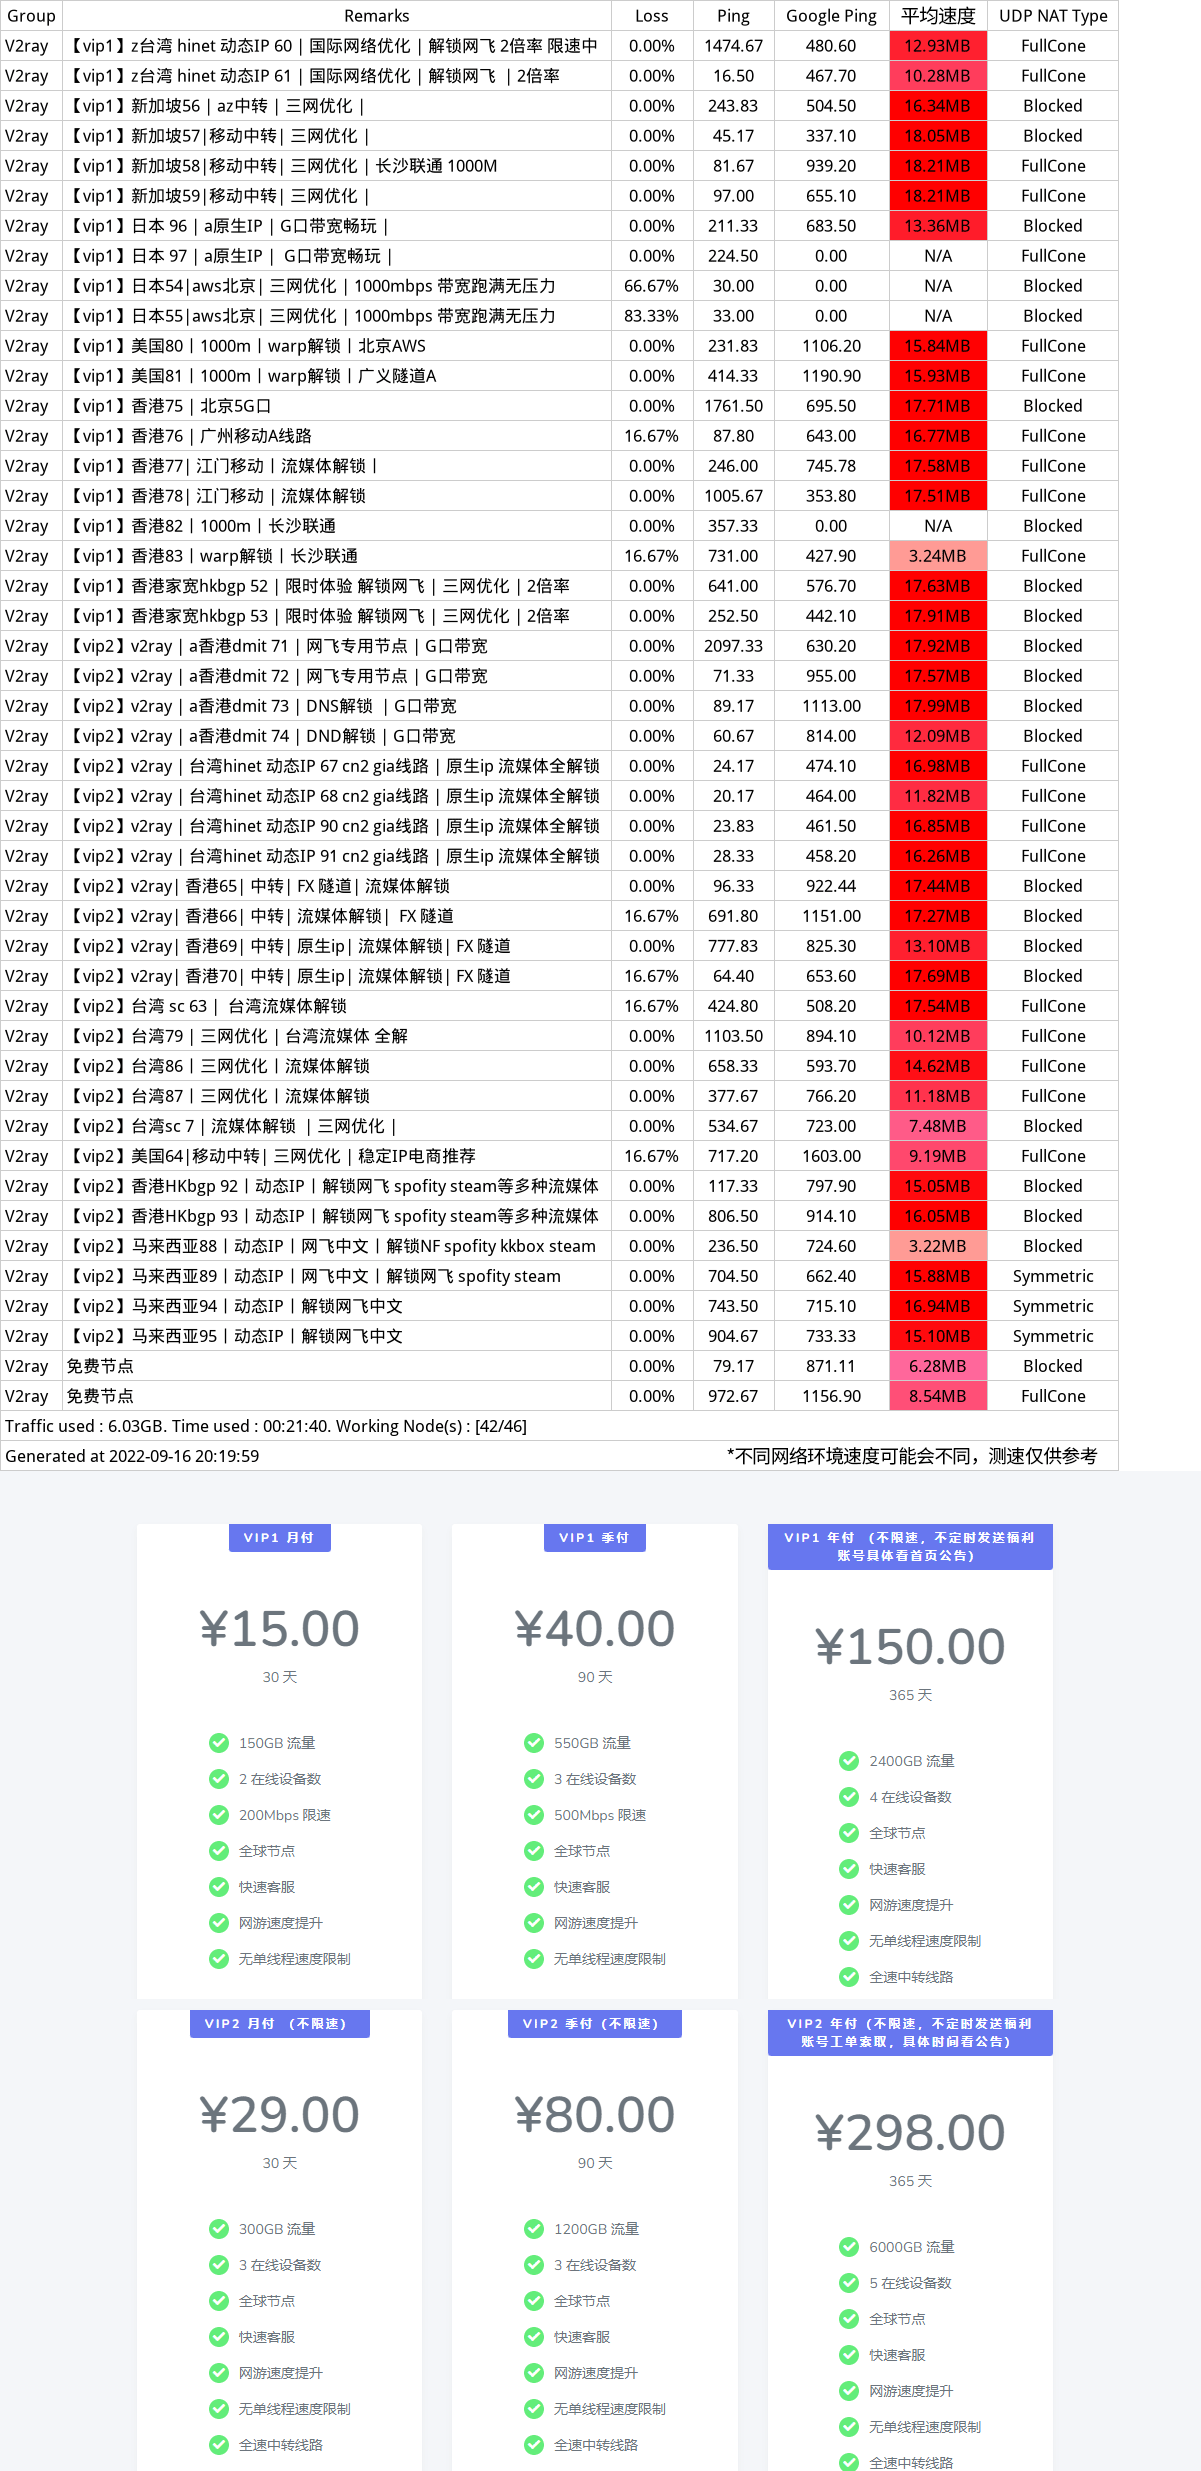 Group Remarks Loss Ping Google Ping 平均速度 UDP NAT Type
V2ray 【vip1】z台湾 hinet 动态IP 60 | 国际网络优化 | 解锁网飞 2倍率 限速中 0.00% 1474.67 480.60 12.93MB FullCone
V2ray 【vip1】z台湾 hinet 动态IP 61 | 国际网络优化 | 解锁网飞 | 2倍率 0.00% 16.50 467.70 10.28MB FullCone
V2ray 【vip1】新加坡56 | az中转 | 三网优化 | 0.00% 243.83 504.50 16.34MB Blocked
V2ray 【vip1】新加坡57|移动中转| 三网优化 | 0.00% 45.17 337.10 18.05MB Blocked
V2ray 【vip1】新加坡58|移动中转| 三网优化 | 长沙联通 1000M 0.00% 81.67 939.20 18.21MB FullCone
V2ray 【vip1】新加坡59|移动中转| 三网优化 | 0.00% 97.00 655.10 18.21MB FullCone
V2ray 【vip1】日本 96 | a原生IP | G口带宽畅玩 | 0.00% 211.33 683.50 13.36MB Blocked
V2ray 【vip1】日本 97 | a原生IP | G口带宽畅玩 | 0.00% 224.50 0.00 N/A FullCone
V2ray 【vip1】日本54|aws北京| 三网优化 | 1000mbps 带宽跑满无压力 66.67% 30.00 0.00 N/A Blocked
V2ray 【vip1】日本55|aws北京| 三网优化 | 1000mbps 带宽跑满无压力 83.33% 33.00 0.00 N/A Blocked
V2ray 【vip1】美国80丨1000m丨warp解锁丨北京AWS 0.00% 231.83 1106.20 15.84MB FullCone
V2ray 【vip1】美国81丨1000m丨warp解锁丨广义隧道A 0.00% 414.33 1190.90 15.93MB FullCone
V2ray 【vip1】香港75 | 北京5G口 0.00% 1761.50 695.50 17.71MB Blocked
V2ray 【vip1】香港76 | 广州移动A线路 16.67% 87.80 643.00 16.77MB FullCone
V2ray 【vip1】香港77| 江门移动丨流媒体解锁丨 0.00% 246.00 745.78 17.58MB FullCone
V2ray 【vip1】香港78| 江门移动 | 流媒体解锁 0.00% 1005.67 353.80 17.51MB FullCone
V2ray 【vip1】香港82丨1000m丨长沙联通 0.00% 357.33 0.00 N/A Blocked
V2ray 【vip1】香港83丨warp解锁丨长沙联通 16.67% 731.00 427.90 3.24MB FullCone
V2ray 【vip1】香港家宽hkbgp 52 | 限时体验 解锁网飞 | 三网优化 | 2倍率 0.00% 641.00 576.70 17.63MB Blocked
V2ray 【vip1】香港家宽hkbgp 53 | 限时体验 解锁网飞 | 三网优化 | 2倍率 0.00% 252.50 442.10 17.91MB Blocked
V2ray 【vip2】v2ray | a香港dmit 71 | 网飞专用节点 | G口带宽 0.00% 2097.33 630.20 17.92MB Blocked
V2ray 【vip2】v2ray | a香港dmit 72 | 网飞专用节点 | G口带宽 0.00% 71.33 955.00 17.57MB Blocked
V2ray 【vip2】v2ray | a香港dmit 73 | DNS解锁 | G口带宽 0.00% 89.17 1113.00 17.99MB Blocked
V2ray 【vip2】v2ray | a香港dmit 74 | DND解锁 | G口带宽 0.00% 60.67 814.00 12.09MB Blocked
V2ray 【vip2】v2ray | 台湾hinet 动态IP 67 cn2 gia线路 | 原生ip 流媒体全解锁 0.00% 24.17 474.10 16.98MB FullCone
V2ray 【vip2】v2ray | 台湾hinet 动态IP 68 cn2 gia线路 | 原生ip 流媒体全解锁 0.00% 20.17 464.00 11.82MB FullCone
V2ray 【vip2】v2ray | 台湾hinet 动态IP 90 cn2 gia线路 | 原生ip 流媒体全解锁 0.00% 23.83 461.50 16.85MB FullCone
V2ray 【vip2】v2ray | 台湾hinet 动态IP 91 cn2 gia线路 | 原生ip 流媒体全解锁 0.00% 28.33 458.20 16.26MB FullCone
V2ray 【vip2】v2ray| 香港65| 中转| FX 隧道| 流媒体解锁 0.00% 96.33 922.44 17.44MB Blocked
V2ray 【vip2】v2ray| 香港66| 中转| 流媒体解锁| FX 隧道 16.67% 691.80 1151.00 17.27MB Blocked
V2ray 【vip2】v2ray| 香港69| 中转| 原生ip| 流媒体解锁| FX 隧道 0.00% 777.83 825.30 13.10MB Blocked
V2ray 【vip2】v2ray| 香港70| 中转| 原生ip| 流媒体解锁| FX 隧道 16.67% 64.40 653.60 17.69MB Blocked
V2ray 【vip2】台湾 sc 63 | 台湾流媒体解锁 16.67% 424.80 508.20 17.54MB FullCone
V2ray 【vip2】台湾79 | 三网优化 | 台湾流媒体 全解 0.00% 1103.50 894.10 10.12MB FullCone
V2ray 【vip2】台湾86丨三网优化丨流媒体解锁 0.00% 658.33 593.70 14.62MB FullCone
V2ray 【vip2】台湾87丨三网优化丨流媒体解锁 0.00% 377.67 766.20 11.18MB FullCone
V2ray 【vip2】台湾sc 7 | 流媒体解锁 | 三网优化 | 0.00% 534.67 723.00 7.48MB Blocked
V2ray 【vip2】美国64|移动中转| 三网优化 | 稳定IP电商推荐 16.67% 717.20 1603.00 9.19MB FullCone
V2ray 【vip2】香港HKbgp 92丨动态IP丨解锁网飞 spofity steam等多种流媒体 0.00% 117.33 797.90 15.05MB Blocked
V2ray 【vip2】香港HKbgp 93丨动态IP丨解锁网飞 spofity steam等多种流媒体 0.00% 806.50 914.10 16.05MB Blocked
V2ray 【vip2】马来西亚88丨动态IP丨网飞中文丨解锁NF spofity kkbox steam 0.00% 236.50 724.60 3.22MB Blocked
V2ray 【vip2】马来西亚89丨动态IP丨网飞中文丨解锁网飞 spofity steam 0.00% 704.50 662.40 15.88MB Symmetric
V2ray 【vip2】马来西亚94丨动态IP丨解锁网飞中文 0.00% 743.50 715.10 16.94MB Symmetric
V2ray 【vip2】马来西亚95丨动态IP丨解锁网飞中文 0.00% 904.67 733.33 15.10MB Symmetric
V2ray 免费节点 0.00% 79.17 871.11 6.28MB Blocked
V2ray 免费节点 0.00% 972.67 1156.90 8.54MB FullCone
Traffic used : 6.03GB. Time used : 00:21:40. Working Node(s) : [42/46]
Generated at 2022-09-16 20:19:59 *不同网络环境速度可能会不同，测速仅供参考
VIP1 月付
¥15.00
30 天
150GB 流量
2 在线设备数
200Mbps 限速
全球节点
快速客服
网游速度提升
无单线程速度限制
VIP1 季付
¥40.00
90 天
550GB 流量
3 在线设备数
500Mbps 限速
全球节点
快速客服
网游速度提升
无单线程速度限制
VIP1 年付 （不限速，不定时发送福利
账号具体看首页公告）
¥150.00
365 天
2400GB 流量
4 在线设备数
全球节点
快速客服
网游速度提升
无单线程速度限制
全速中转线路
VIP2 月付 （不限速）
¥29.00
30 天
300GB 流量
3 在线设备数
全球节点
快速客服
网游速度提升
无单线程速度限制
全速中转线路
VIP2 季付（不限速）
¥80.00
90 天
1200GB 流量
3 在线设备数
全球节点
快速客服
网游速度提升
无单线程速度限制
全速中转线路
VIP2 年付（不限速，不定时发送福利
账号工单索取，具体时间看公告）
¥298.00
365 天
6000GB 流量
5 在线设备数
全球节点
快速客服
网游速度提升
无单线程速度限制
全速中转线路